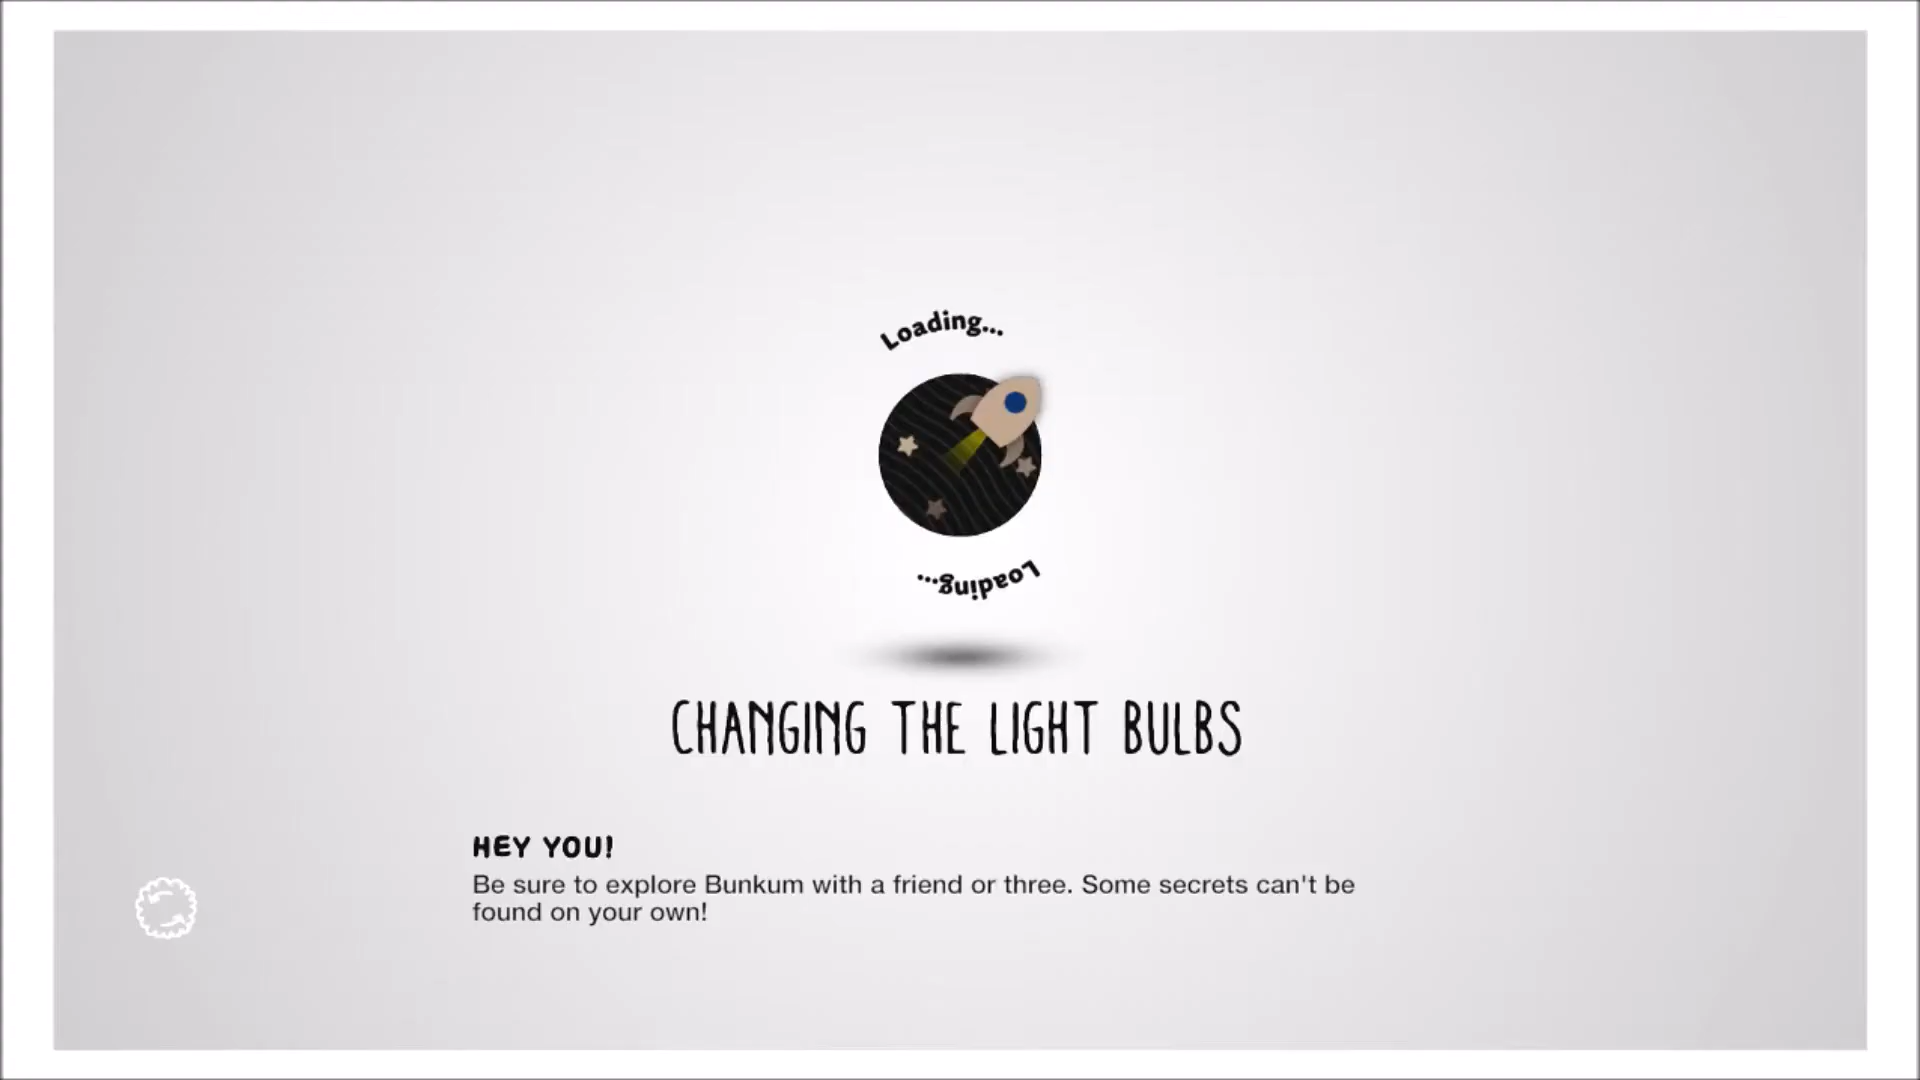 Loading...
Loading...
CHANGING THE LIGHT BULBS
HEY YOU!
Be sure to explore Bunkum with a friend or three. Some secrets can't be
found on your own!